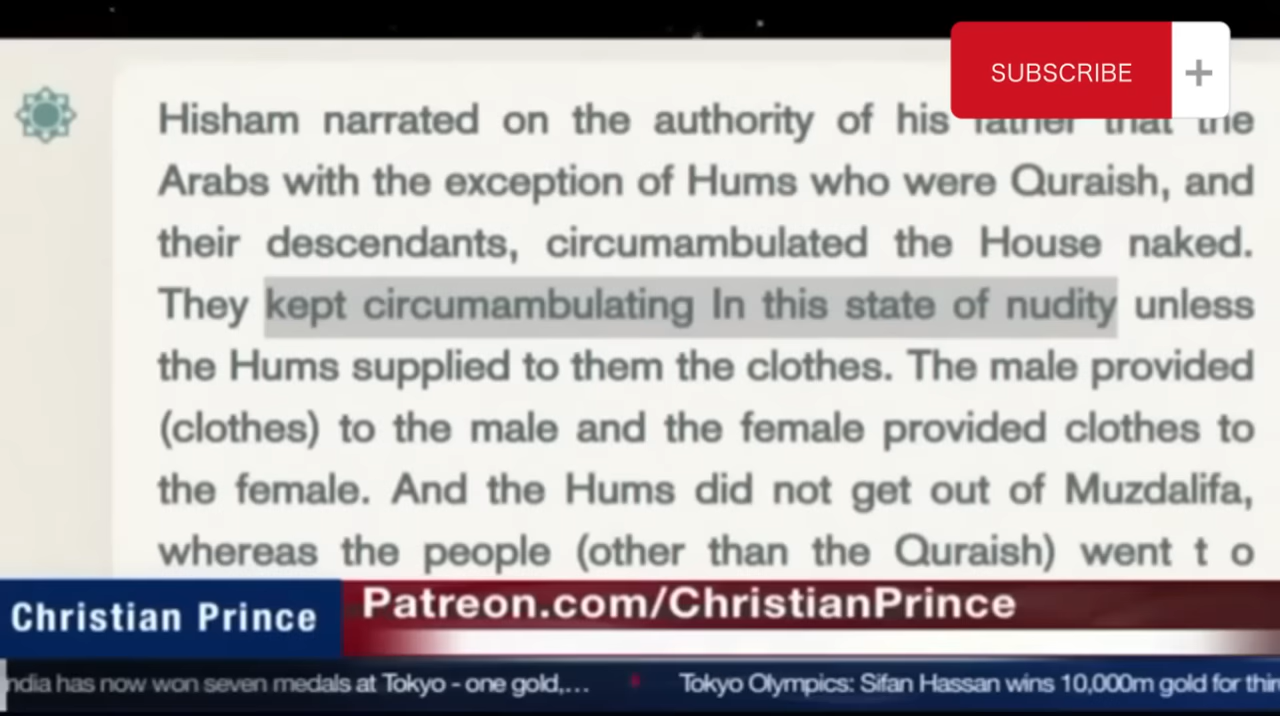 SUBSCRIBE +
Hisham narrated on the authority of his father that the
Arabs with the exception of Hums who were Quraish, and
their descendants, circumambulated the House naked.
They kept circumambulating In this state of nudity unless
the Hums supplied to them the clothes. The male provided
(clothes) to the male and the female provided clothes to
the female. And the Hums did not get out of Muzdalifa,
whereas the people (other than the Quraish) went t o
Christian Prince
Patreon.com/ChristianPrince
ndia has now won seven medals at Tokyo - one gold,... Tokyo Olympics: Sifan Hassan wins 10,000m gold for thir